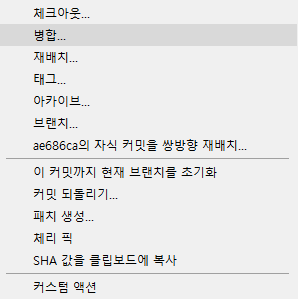 체크아웃...
병합...
재배치...
태그...
아카이브...
브랜치...
ae686ca의 자식 커밋을 쌍방향 재배치...
이 커밋까지 현재 브랜치를 초기화
커밋 되돌리기...
패치 생성...
체리 픽
SHA 값을 클립보드에 복사
커스텀 액션